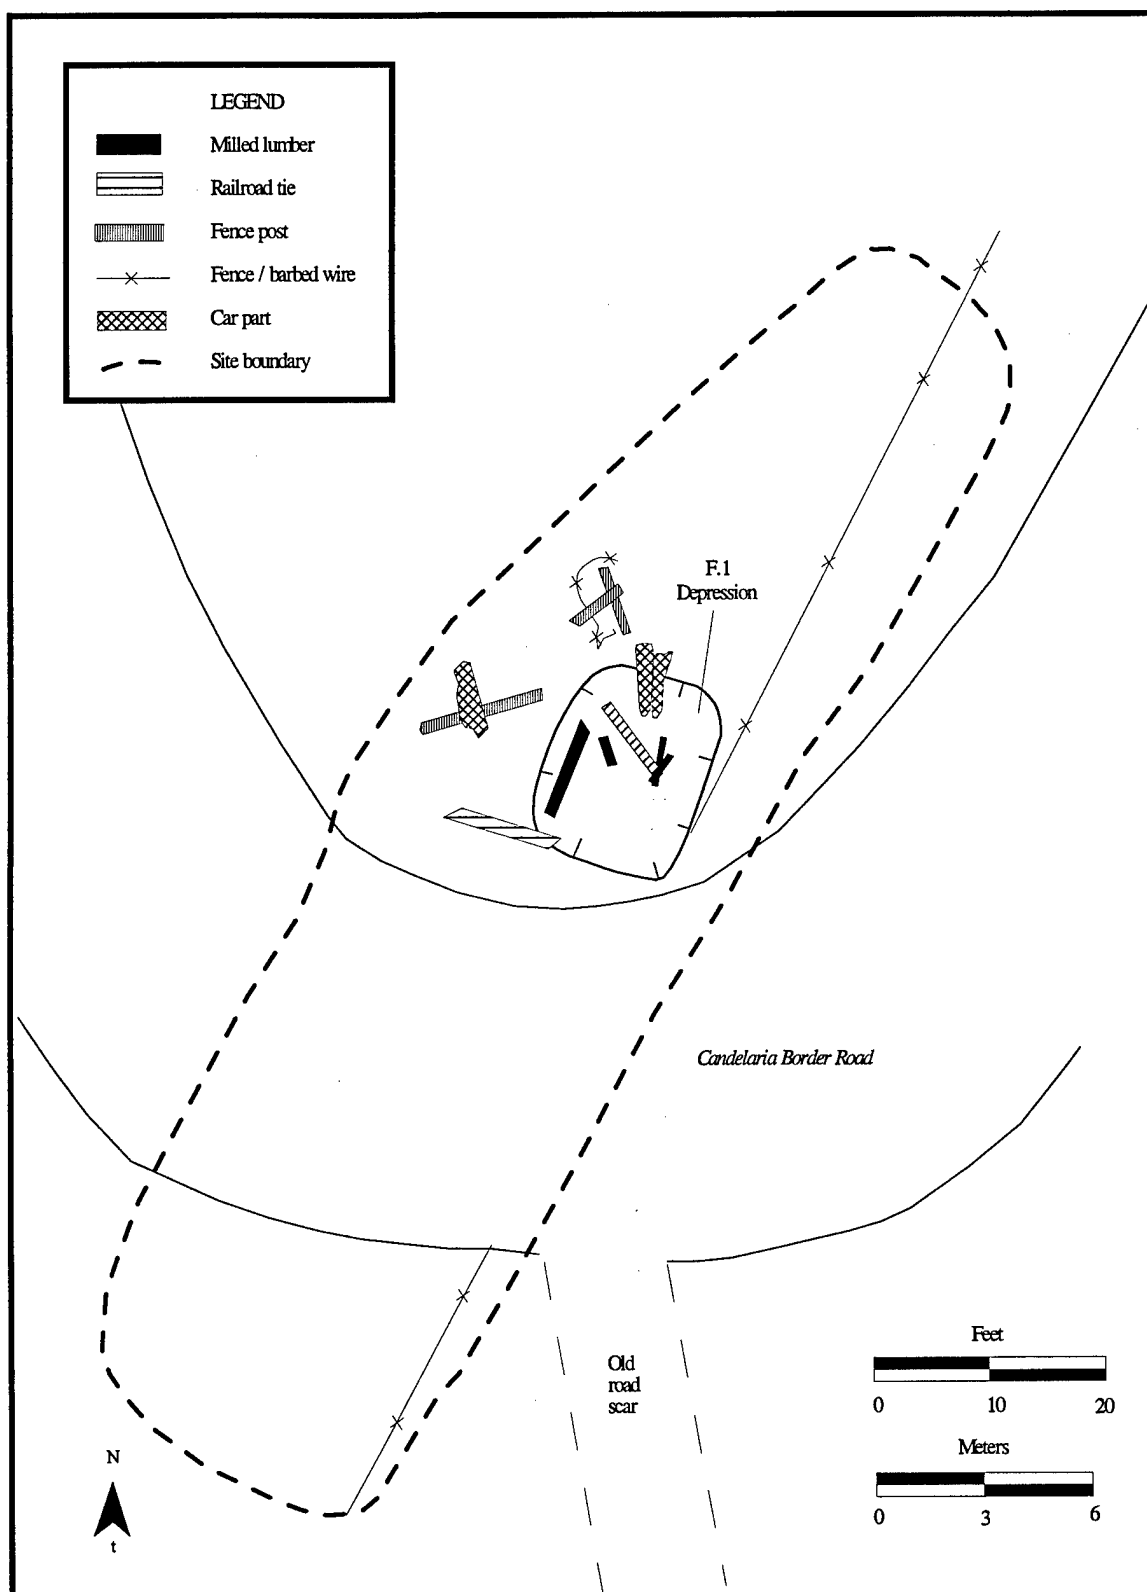 LEGEND
Milled lumber
Railroad tie
Fence post
Fence / barbed wire
Car part
Site boundary
F.1
Depression
Candelaria Border Road
Old
road
scar
Feet
0 10 20
Meters
0 3 6
N
t